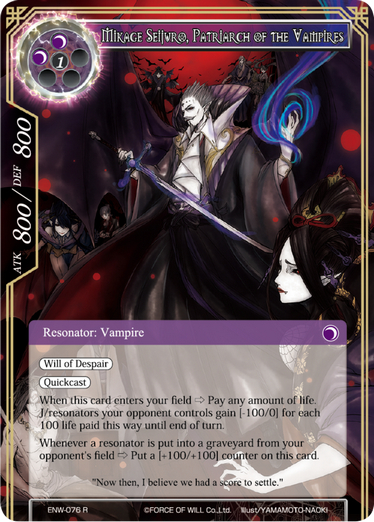 Mikage Seijuro, Patriarch of the Vampires
1
ATK 800 / DEF 800
Resonator: Vampire
Will of Despair
Quickcast
When this card enters your field ⇨ Pay any amount of life.
J/resonators your opponent controls gain [-100/0] for each
100 life paid this way until end of turn.
Whenever a resonator is put into a graveyard from your
opponent's field ⇨ Put a [+100/+100] counter on this card.
"Now then, I believe we had a score to settle."
ENW-076 R ©FORCE OF WILL Co.,Ltd. Illust/YAMAMOTO-NAOKI